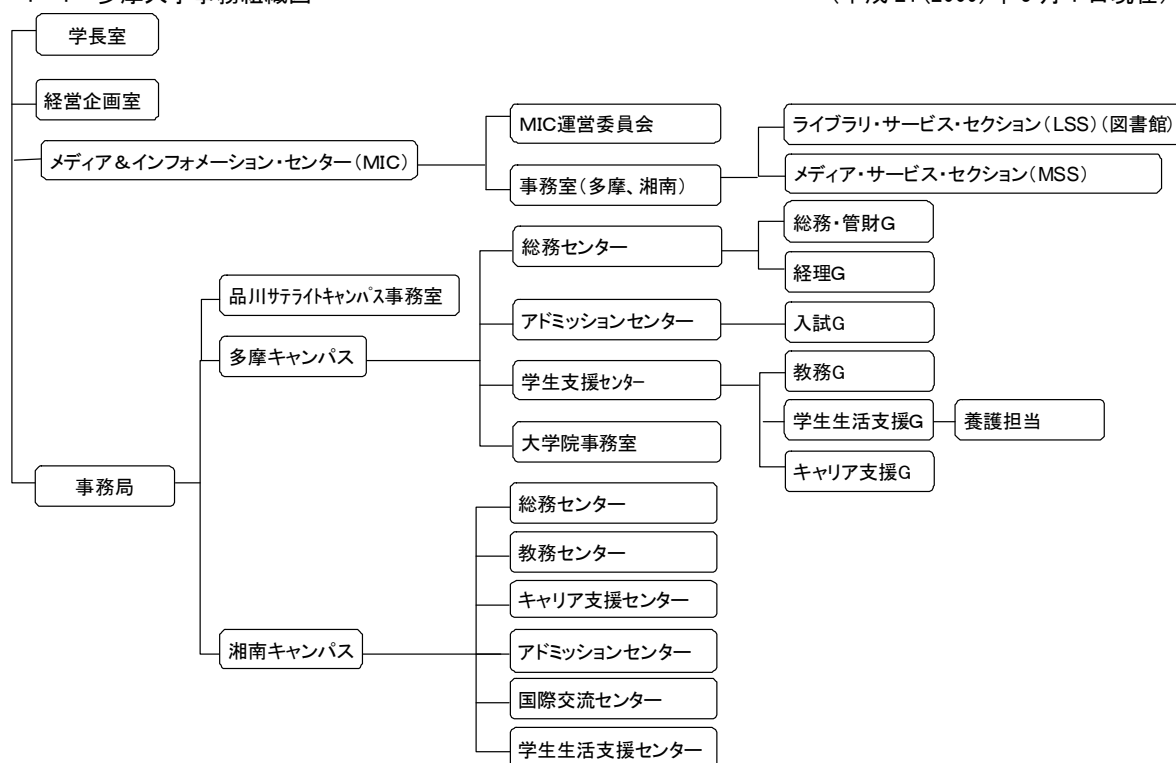 多摩大学事務組織図
学長室
経営企画室
メディア&インフォメーション・センター(MIC)
MIC運営委員会
事務室(多摩、湘南)
ライブラリ・サービス・セクション(LSS)(図書館)
メディア・サービス・セクション(MSS)
事務局
品川サテライトキャンパス事務室
多摩キャンパス
総務センター
総務・管財G
経理G
アドミッションセンター
入試G
学生支援センター
教務G
学生生活支援G
養護担当
キャリア支援G
大学院事務室
湘南キャンパス
総務センター
教務センター
キャリア支援センター
アドミッションセンター
国際交流センター
学生生活支援センター